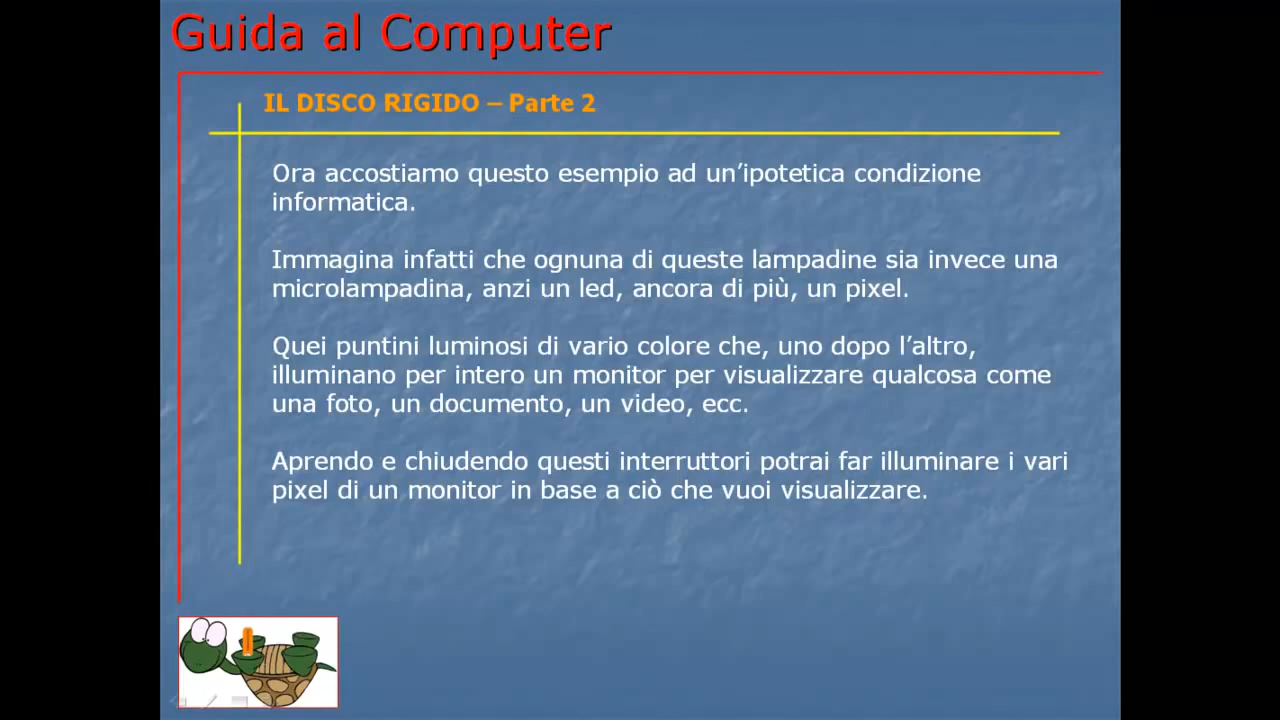 Guida al Computer
IL DISCO RIGIDO – Parte 2
Ora accostiamo questo esempio ad un’ipotetica condizione
informatica.
Immagina infatti che ognuna di queste lampadine sia invece una
microlampadina, anzi un led, ancora di più, un pixel.
Quei puntini luminosi di vario colore che, uno dopo l’altro,
illuminano per intero un monitor per visualizzare qualcosa come
una foto, un documento, un video, ecc.
Aprendo e chiudendo questi interruttori potrai far illuminare i vari
pixel di un monitor in base a ciò che vuoi visualizzare.